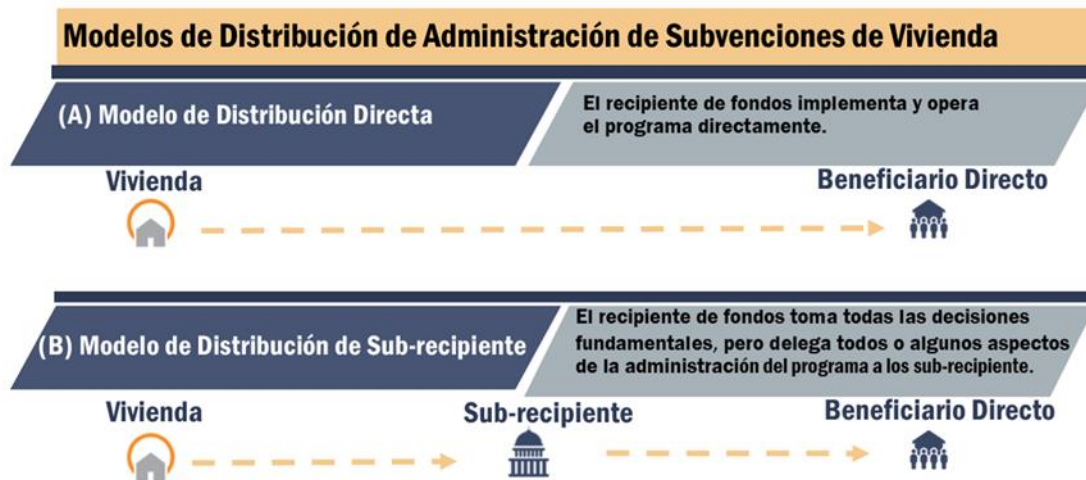 Modelos de Distribución de Administración de Subvenciones de Vivienda
(A) Modelo de Distribución Directa
El recipiente de fondos implementa y opera
el programa directamente.
Vivienda
Beneficiario Directo
(B) Modelo de Distribución de Sub-recipiente
El recipiente de fondos toma todas las decisiones
fundamentales, pero delega todos o algunos aspectos
de la administración del programa a los sub-recipiente.
Vivienda
Sub-recipiente
Beneficiario Directo